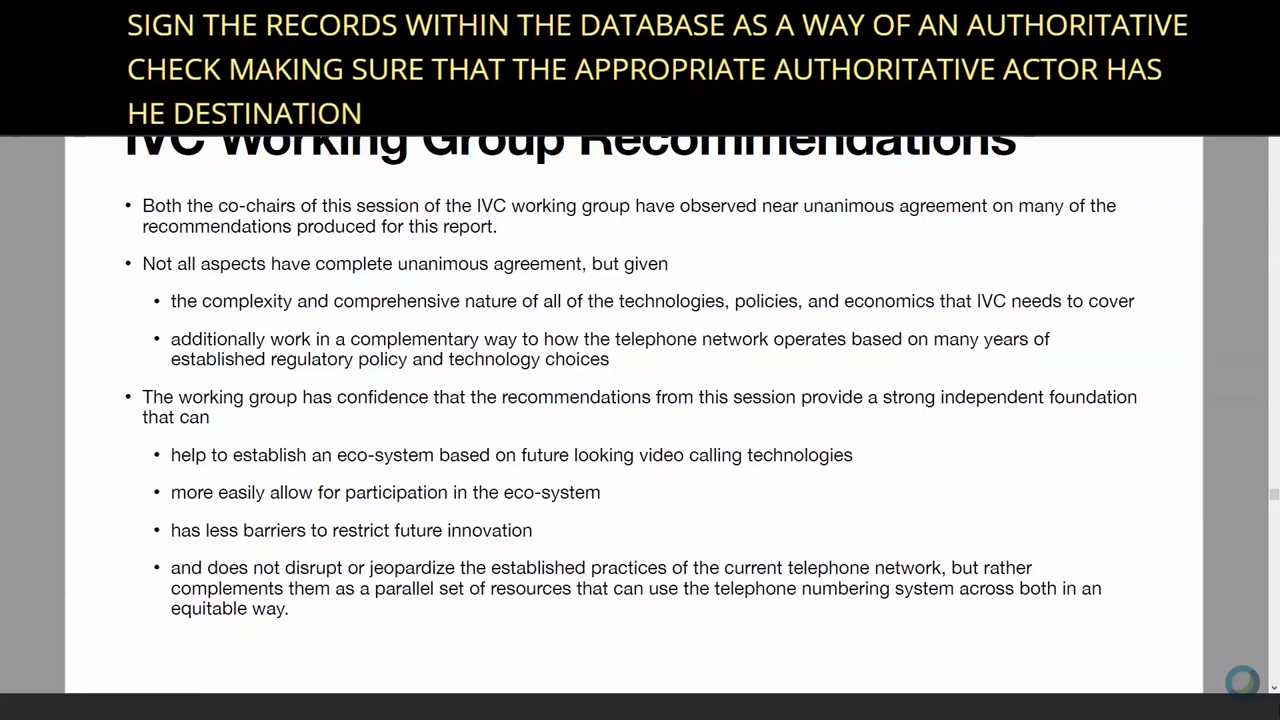 SIGN THE RECORDS WITHIN THE DATABASE AS A WAY OF AN AUTHORITATIVE
CHECK MAKING SURE THAT THE APPROPRIATE AUTHORITATIVE ACTOR HAS
HE DESTINATION
IVC Working Group Recommendations
• Both the co-chairs of this session of the IVC working group have observed near unanimous agreement on many of the
recommendations produced for this report.
• Not all aspects have complete unanimous agreement, but given
• the complexity and comprehensive nature of all of the technologies, policies, and economics that IVC needs to cover
• additionally work in a complementary way to how the telephone network operates based on many years of
established regulatory policy and technology choices
• The working group has confidence that the recommendations from this session provide a strong independent foundation
that can
• help to establish an eco-system based on future looking video calling technologies
• more easily allow for participation in the eco-system
• has less barriers to restrict future innovation
• and does not disrupt or jeopardize the established practices of the current telephone network, but rather
complements them as a parallel set of resources that can use the telephone numbering system across both in an
equitable way.